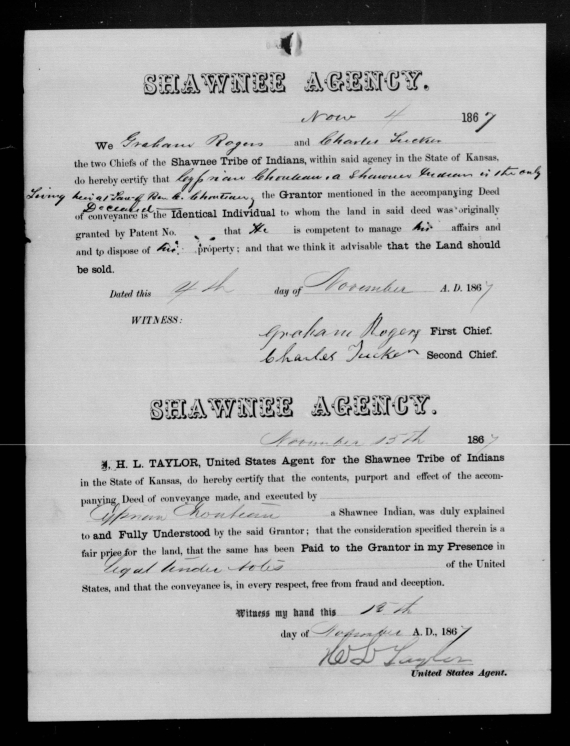 SHAWNEE AGENCY.
Nov 4 1867
We Graham Rogers and Charles Tucker
the two Chiefs of the Shawnee Tribe of Indians, within said agency in the State of Kansas,
do hereby certify that Cyprian Chouteau a Shawnee Indian is the only
living heir at Law of Chouteau, the Grantor mentioned in the accompanying Deed
Deceased
of conveyance is the Identical Individual to whom the land in said deed was originally
granted by Patent No. that He is competent to manage his affairs and
and to dispose of his property; and that we think it advisable that the Land should
be sold.
Dated this 4th day of November A. D. 1867
WITNESS:
Graham Rogers First Chief.
Charles Tucker Second Chief.
SHAWNEE AGENCY.
November 15th 1867
I, H. L. TAYLOR, United States Agent for the Shawnee Tribe of Indians
in the State of Kansas, do hereby certify that the contents, purport and effect of the accom-
panying Deed of conveyance made, and executed by
Cyprian Chouteau a Shawnee Indian, was duly explained
to and Fully Understood by the said Grantor; that the consideration specified therein is a
fair price for the land, that the same has been Paid to the Grantor in my Presence in
legal tender notes of the United
States, and that the conveyance is, in every respect, free from fraud and deception.
Witness my hand this 15th
day of November A. D., 1867
H L Taylor
United States Agent.